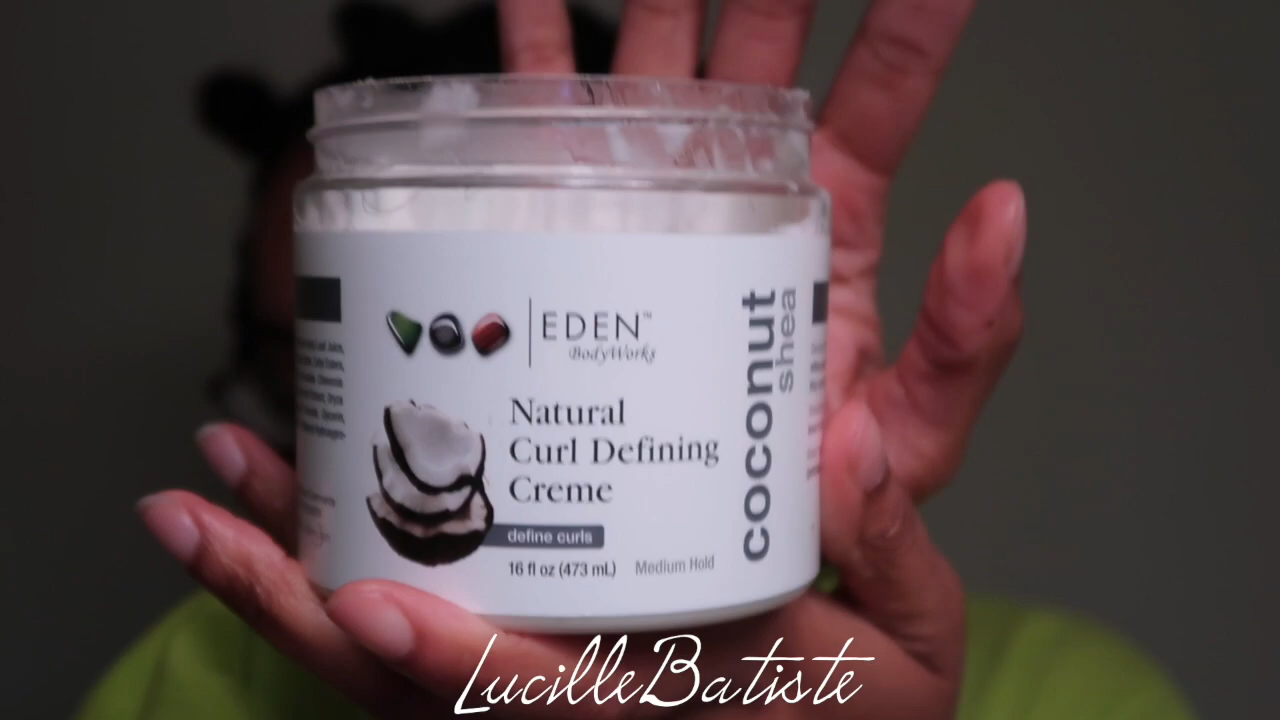 EDEN™
BodyWorks
Natural
Curl Defining
Creme
define curls
16 fl oz (473 mL) Medium Hold
coconut
shea
LucilleBatiste